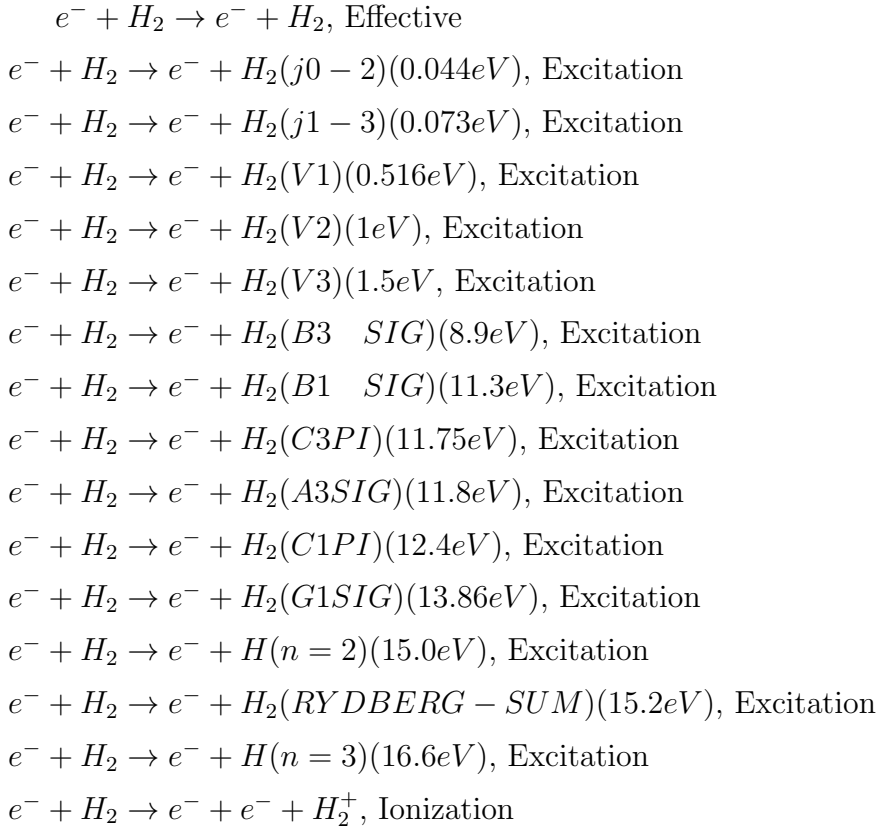 e⁻ + H₂ → e⁻ + H₂, Effective
e⁻ + H₂ → e⁻ + H₂(j0 − 2)(0.044eV), Excitation
e⁻ + H₂ → e⁻ + H₂(j1 − 3)(0.073eV), Excitation
e⁻ + H₂ → e⁻ + H₂(V1)(0.516eV), Excitation
e⁻ + H₂ → e⁻ + H₂(V2)(1eV), Excitation
e⁻ + H₂ → e⁻ + H₂(V3)(1.5eV, Excitation
e⁻ + H₂ → e⁻ + H₂(B3 SIG)(8.9eV), Excitation
e⁻ + H₂ → e⁻ + H₂(B1 SIG)(11.3eV), Excitation
e⁻ + H₂ → e⁻ + H₂(C3PI)(11.75eV), Excitation
e⁻ + H₂ → e⁻ + H₂(A3SIG)(11.8eV), Excitation
e⁻ + H₂ → e⁻ + H₂(C1PI)(12.4eV), Excitation
e⁻ + H₂ → e⁻ + H₂(G1SIG)(13.86eV), Excitation
e⁻ + H₂ → e⁻ + H(n = 2)(15.0eV), Excitation
e⁻ + H₂ → e⁻ + H₂(RYDBERG − SUM)(15.2eV), Excitation
e⁻ + H₂ → e⁻ + H(n = 3)(16.6eV), Excitation
e⁻ + H₂ → e⁻ + e⁻ + H₂⁺, Ionization